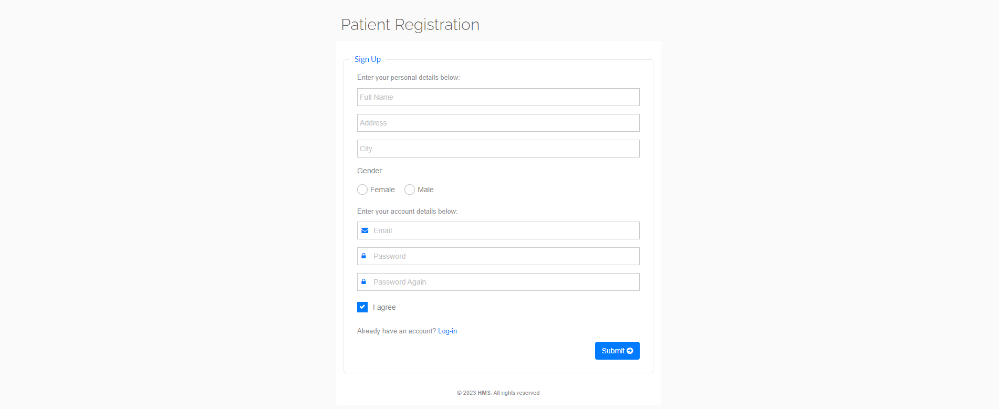 Patient Registration
Sign Up
Enter your personal details below:
Full Name
Address
City
Gender
Female Male
Enter your account details below:
Email
Password
Password Again
I agree
Already have an account? Log-in
Submit
© 2023 HMS. All rights reserved